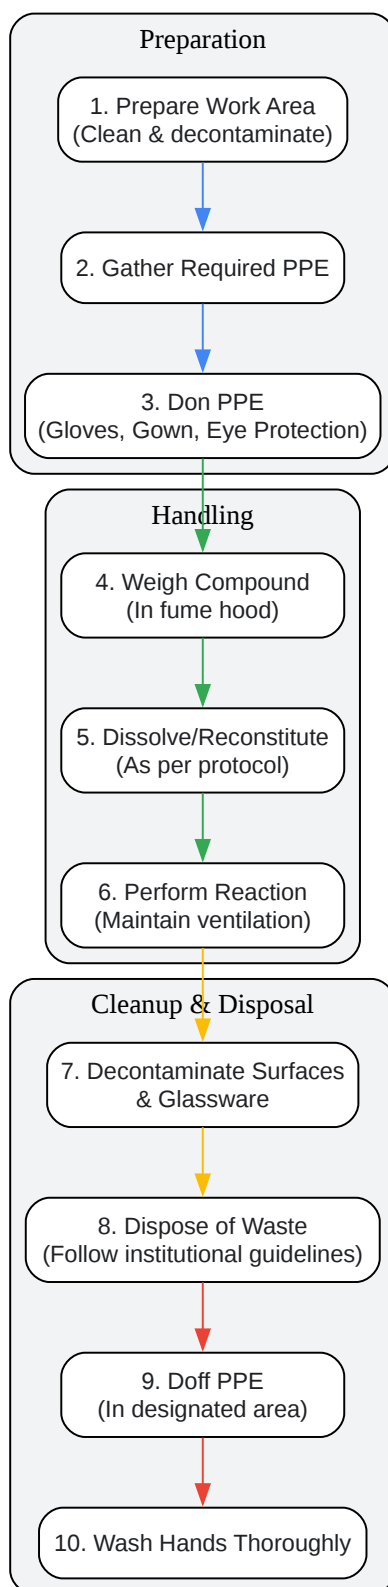 Preparation
1. Prepare Work Area
(Clean & decontaminate)
2. Gather Required PPE
3. Don PPE
(Gloves, Gown, Eye Protection)
Handling
4. Weigh Compound
(In fume hood)
5. Dissolve/Reconstitute
(As per protocol)
6. Perform Reaction
(Maintain ventilation)
Cleanup & Disposal
7. Decontaminate Surfaces
& Glassware
8. Dispose of Waste
(Follow institutional guidelines)
9. Doff PPE
(In designated area)
10. Wash Hands Thoroughly